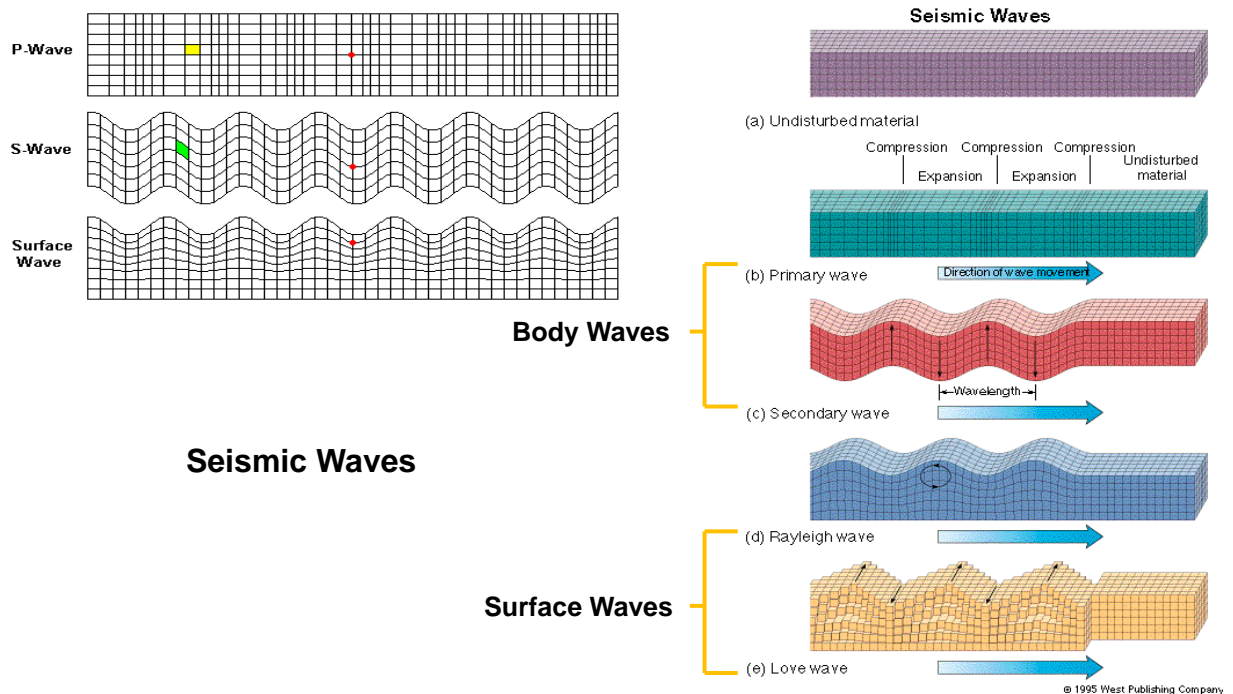 P-Wave
S-Wave
Surface
Wave
Seismic Waves
Body Waves
Surface Waves
Seismic Waves
(a) Undisturbed material
Compression Compression Compression
Undisturbed
material
Expansion Expansion
(b) Primary wave
Direction of wave movement
Wavelength
(c) Secondary wave
(d) Rayleigh wave
(e) Love wave
© 1995 West Publishing Company